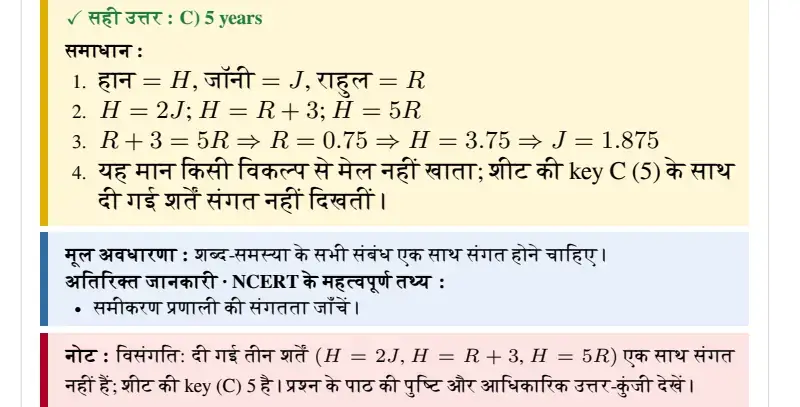 ✓ सही उत्तर : C) 5 years
समाधान :
1. हान = H, जॉनी = J, राहुल = R
2. H = 2J; H = R + 3; H = 5R
3. R + 3 = 5R ⇒ R = 0.75 ⇒ H = 3.75 ⇒ J = 1.875
4. यह मान किसी विकल्प से मेल नहीं खाता; शीट की key C (5) के साथ
दी गई शर्तें संगत नहीं दिखतीं।
मूल अवधारणा : शब्द-समस्या के सभी संबंध एक साथ संगत होने चाहिए।
अतिरिक्त जानकारी · NCERT के महत्वपूर्ण तथ्य :
• समीकरण प्रणाली की संगतता जाँचें।
नोट : विसंगति: दी गई तीन शर्तें (H = 2J, H = R + 3, H = 5R) एक साथ संगत
नहीं हैं; शीट की key (C) 5 है। प्रश्न के पाठ की पुष्टि और आधिकारिक उत्तर-कुंजी देखें।